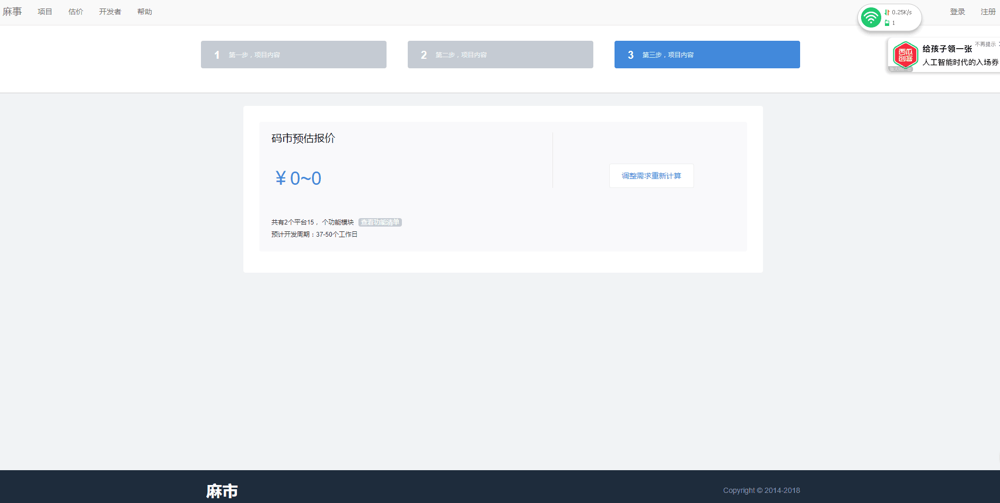 麻事 项目 估价 开发者 帮助 登录 注册
0.25K/s
1
1 第一步，项目内容
2 第二步，项目内容
3 第三步，项目内容
不再提示
西瓜
创客
给孩子领一张
人工智能时代的入场券
码市预估报价
¥ 0~0
调整需求重新计算
共有2个平台15， 个功能模块 查看功能清单
预计开发周期：37-50个工作日
麻市
Copyright © 2014-2018